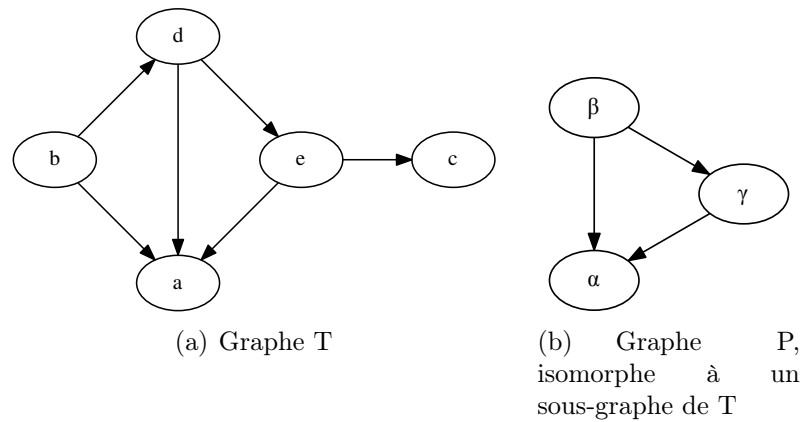 d
b
e
c
a
(a) Graphe T
β
γ
α
(b) Graphe P,
isomorphe à un
sous-graphe de T